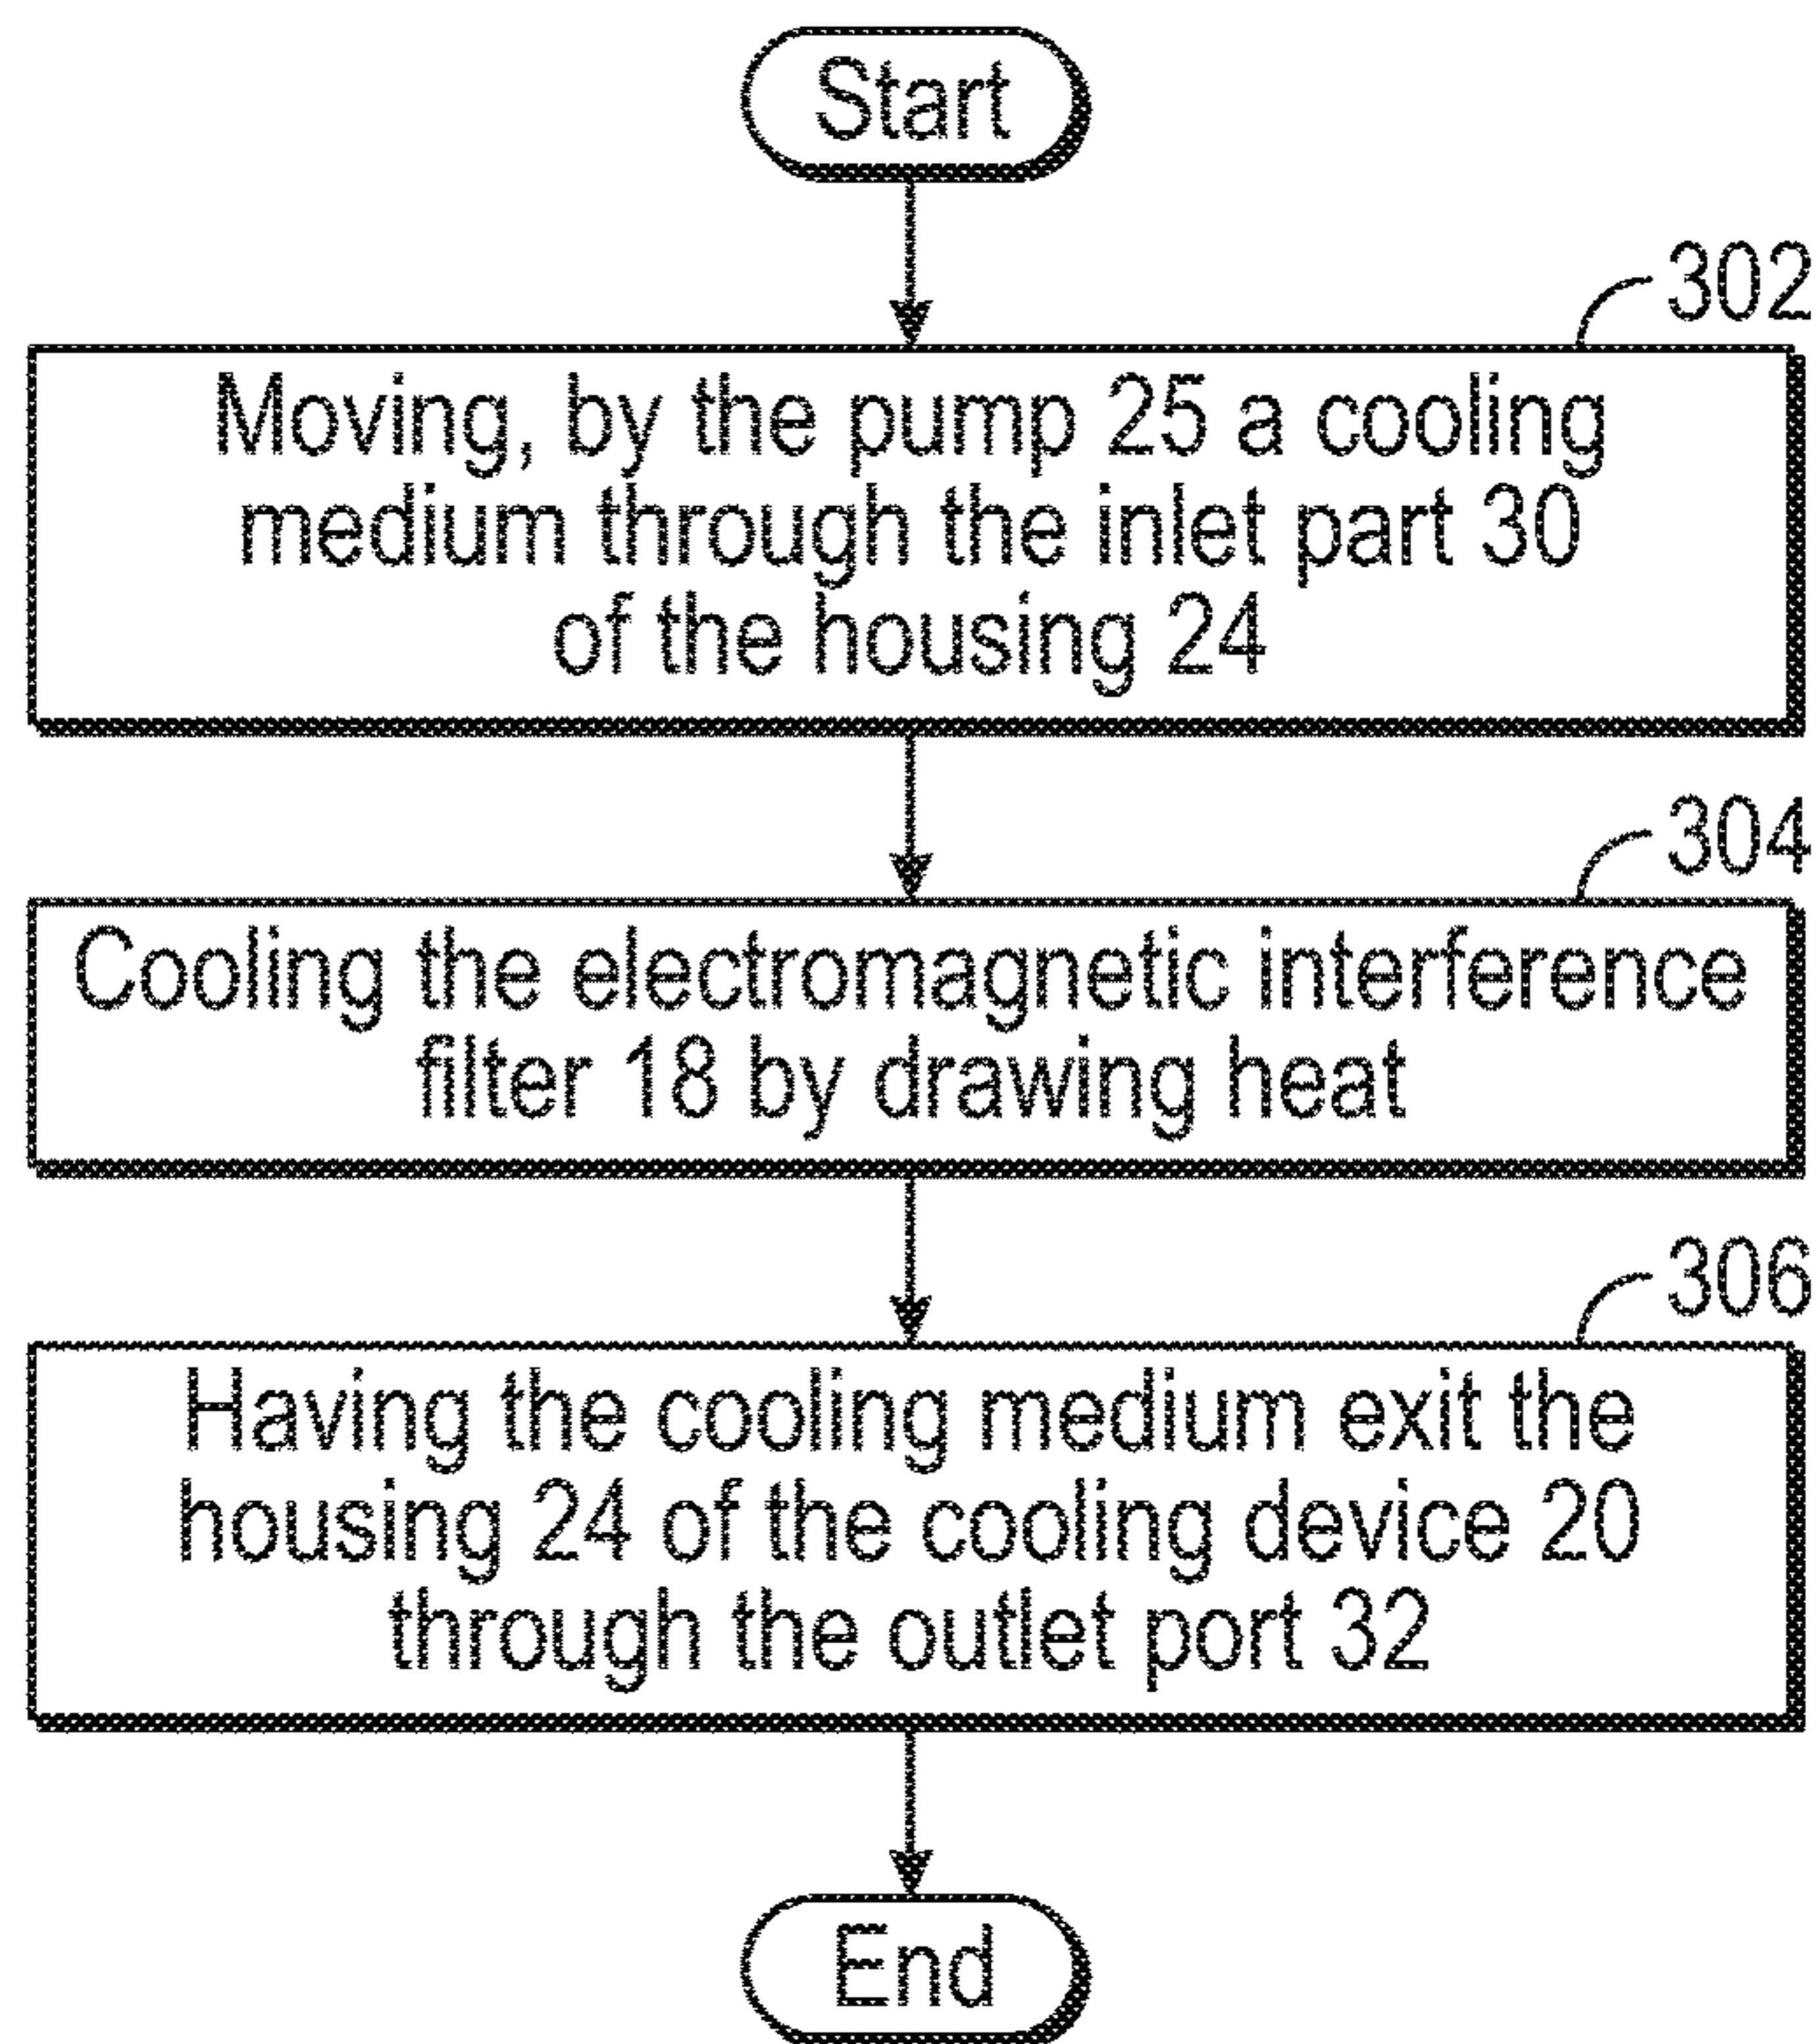 Start
302
Moving, by the pump 25 a cooling
medium through the inlet part 30
of the housing 24
304
Cooling the electromagnetic interference
filter 18 by drawing heat
306
Having the cooling medium exit the
housing 24 of the cooling device 20
through the outlet port 32
End